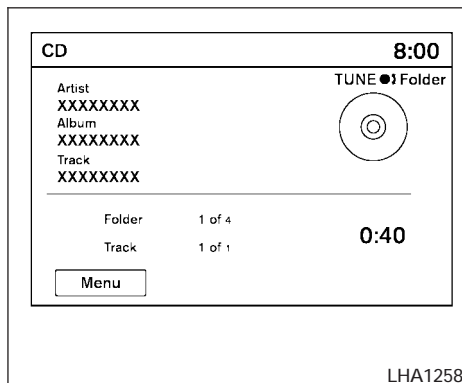 CD 8:00
TUNE Folder
Artist
XXXXXXXX
Album
XXXXXXXX
Track
XXXXXXXX
Folder 1 of 4
Track 1 of 1
0:40
Menu
LHA1258